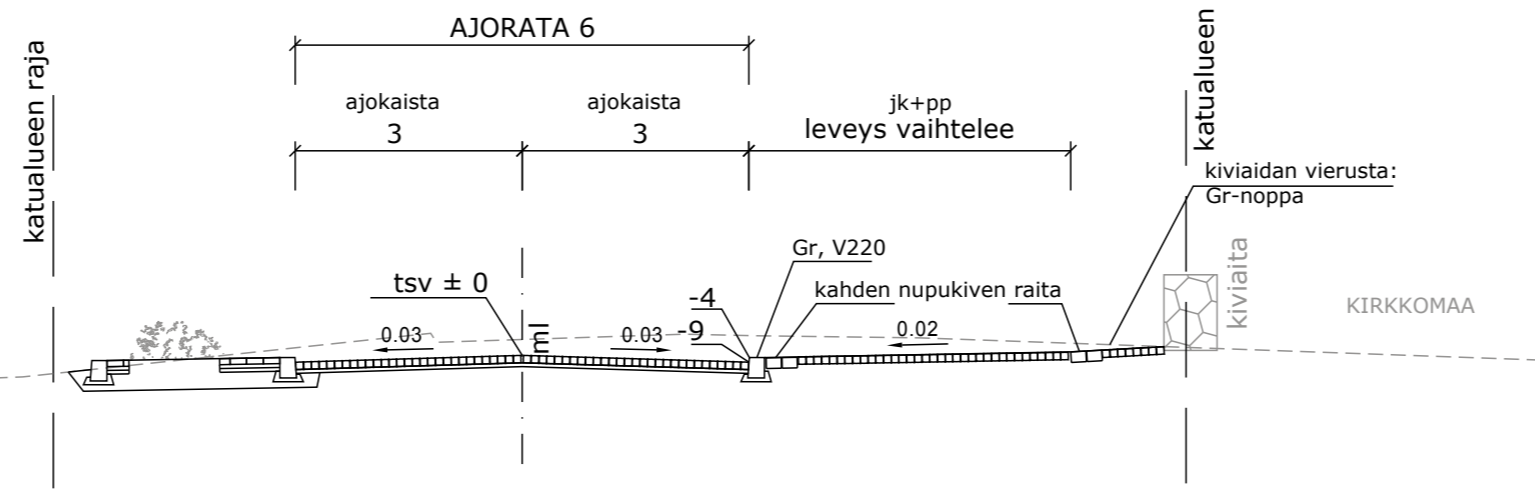 AJORATA 6
katualueen raja
katualueen
ajokaista
3
ajokaista
3
jk+pp
leveys vaihtelee
kiviaidan vierusta:
Gr-noppa
Gr, V220
kiviaita
tsv ± 0
kahden nupukiven raita
-4
KIRKKOMAA
0.03
ml
0.03
-9
0.02